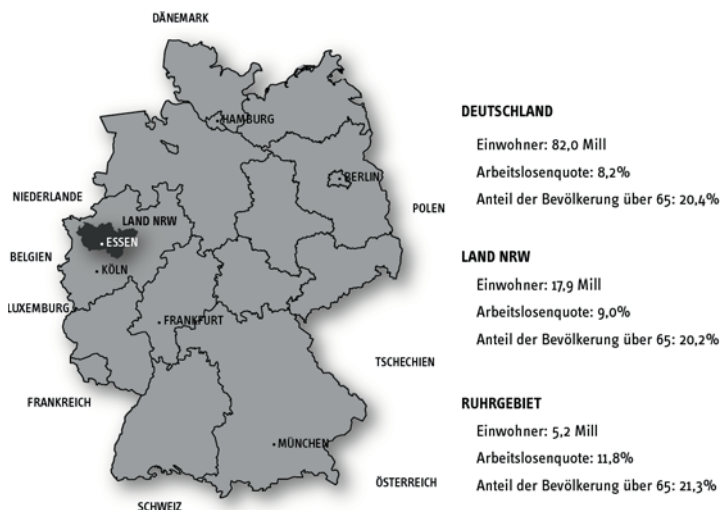 DÄNEMARK
HAMBURG
BERLIN
NIEDERLANDE
POLEN
LAND NRW
ESSEN
BELGIEN
KÖLN
LUXEMBURG
FRANKFURT
TSCHECHIEN
FRANKREICH
MÜNCHEN
ÖSTERREICH
SCHWEIZ
DEUTSCHLAND
Einwohner: 82,0 Mill
Arbeitslosenquote: 8,2%
Anteil der Bevölkerung über 65: 20,4%
LAND NRW
Einwohner: 17,9 Mill
Arbeitslosenquote: 9,0%
Anteil der Bevölkerung über 65: 20,2%
RUHRGEBIET
Einwohner: 5,2 Mill
Arbeitslosenquote: 11,8%
Anteil der Bevölkerung über 65: 21,3%